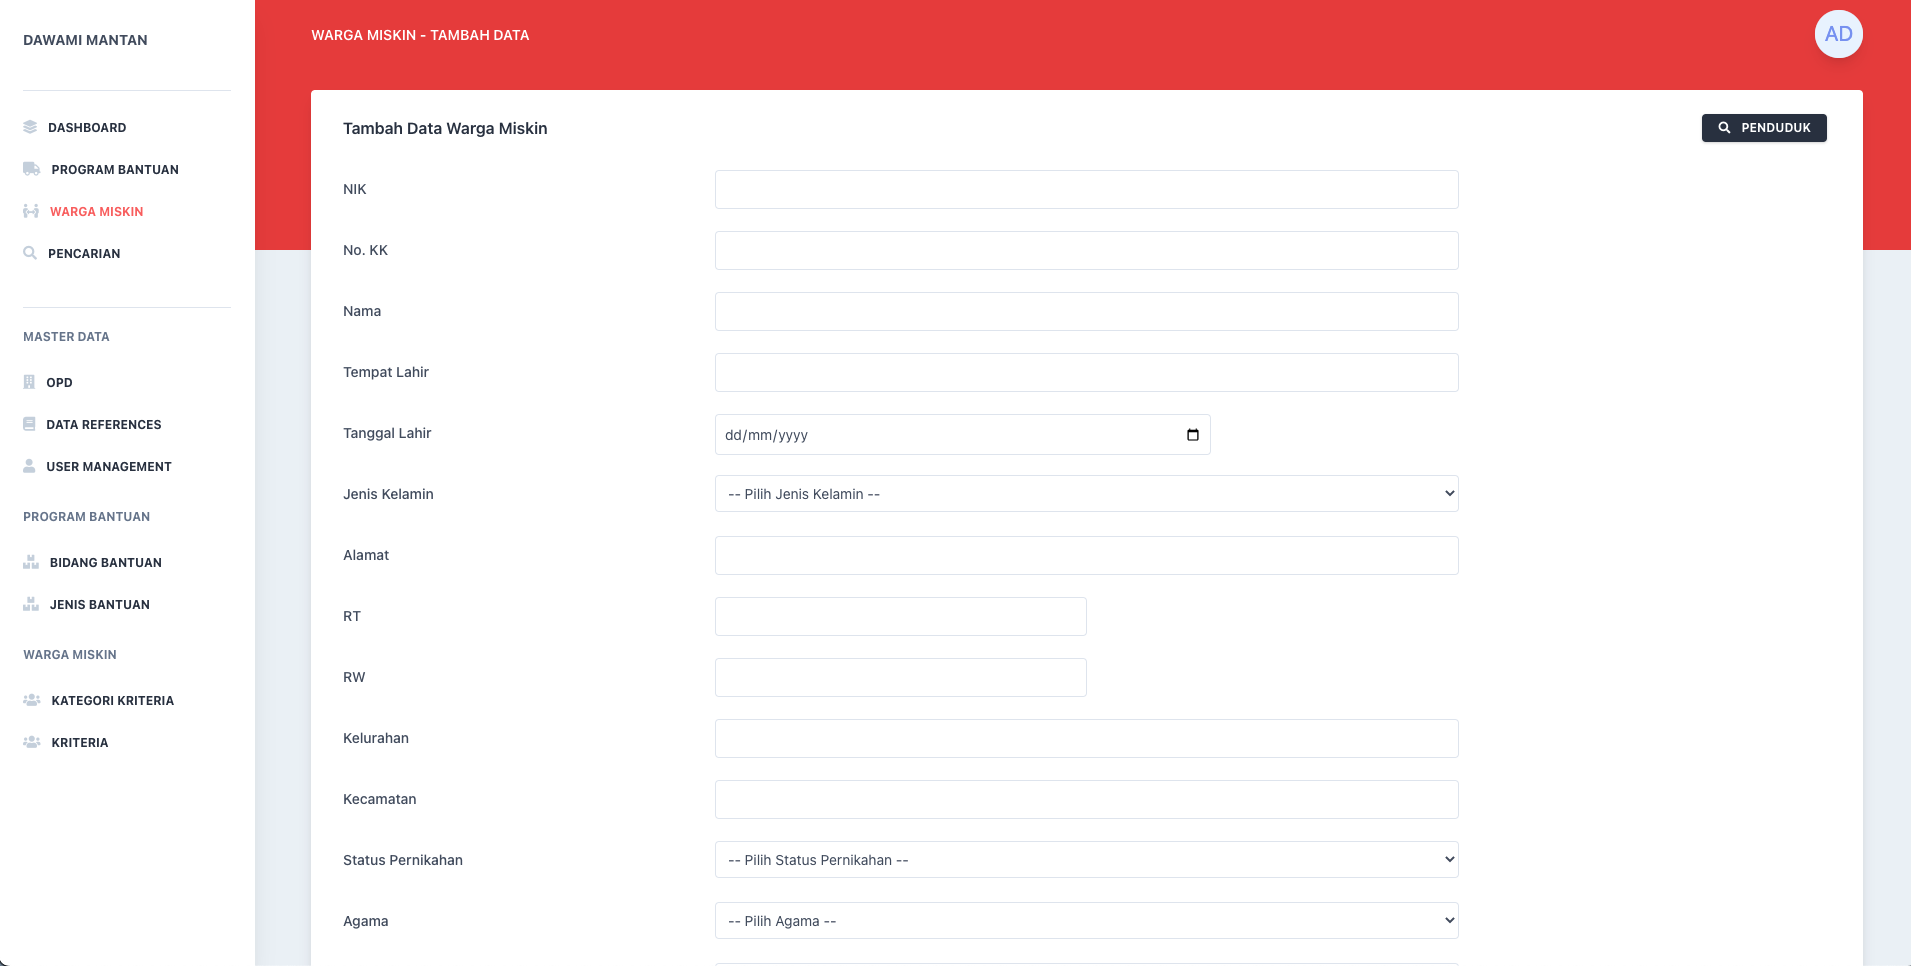 DAWAMI MANTAN
DASHBOARD
PROGRAM BANTUAN
WARGA MISKIN
PENCARIAN
MASTER DATA
OPD
DATA REFERENCES
USER MANAGEMENT
PROGRAM BANTUAN
BIDANG BANTUAN
JENIS BANTUAN
WARGA MISKIN
KATEGORI KRITERIA
KRITERIA
WARGA MISKIN - TAMBAH DATA
AD
Tambah Data Warga Miskin
PENDUDUK
NIK
No. KK
Nama
Tempat Lahir
Tanggal Lahir
dd/mm/yyyy
Jenis Kelamin
-- Pilih Jenis Kelamin --
Alamat
RT
RW
Kelurahan
Kecamatan
Status Pernikahan
-- Pilih Status Pernikahan --
Agama
-- Pilih Agama --